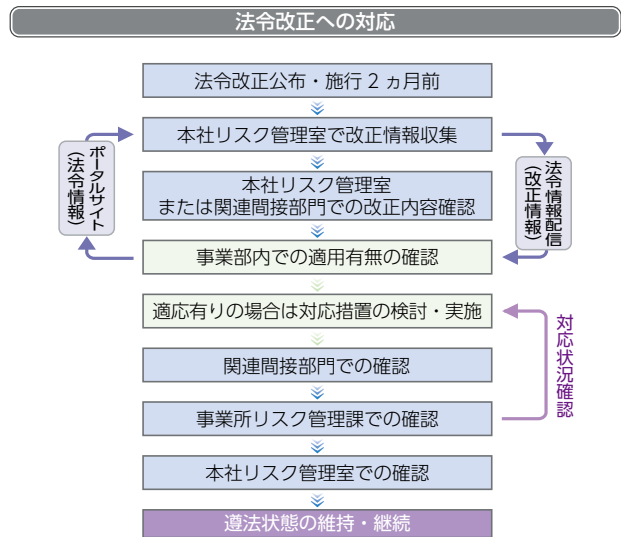 法令改正への対応
法令改正公布・施行 2 ヵ月前
本社リスク管理室で改正情報収集
本社リスク管理室
または関連間接部門での改正内容確認
事業部内での適用有無の確認
ポータルサイト
(法令情報)
法令情報配信
(改正情報)
適応有りの場合は対応措置の検討・実施
関連間接部門での確認
事業所リスク管理課での確認
対応状況確認
本社リスク管理室での確認
遵法状態の維持・継続